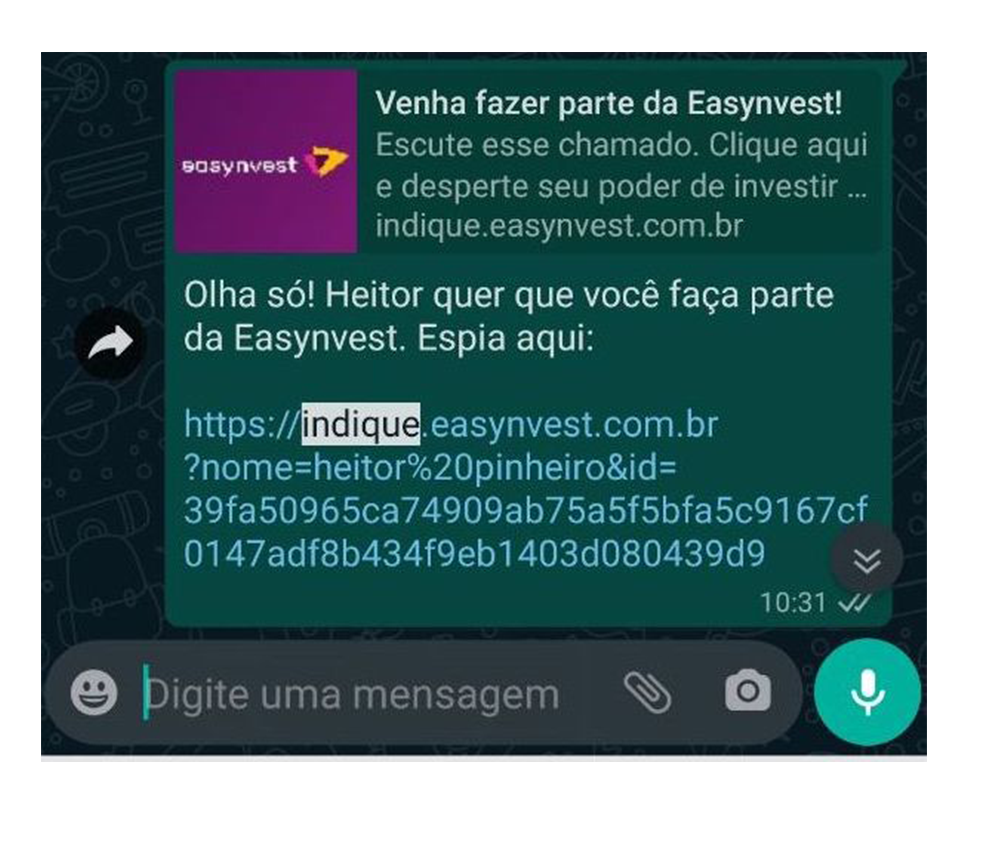 easynvest
Venha fazer parte da Easynvest!
Escute esse chamado. Clique aqui
e desperte seu poder de investir ...
indique.easynvest.com.br
Olha só! Heitor quer que você faça parte
da Easynvest. Espia aqui:
https://indique.easynvest.com.br
?nome=heitor%20pinheiro&id=
39fa50965ca74909ab75a5f5bfa5c9167cf
0147adf8b434f9eb1403d080439d9
10:31
Digite uma mensagem